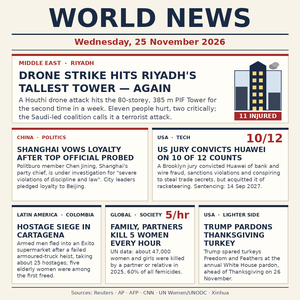 WORLD NEWS
Wednesday, 25 November 2026
MIDDLE EAST · RIYADH
DRONE STRIKE HITS RIYADH'S
TALLEST TOWER — AGAIN
A Houthi drone attack hits the 80-storey, 385 m PIF Tower for
the second time in a week. Eleven people hurt, two critically;
the Saudi-led coalition calls it a terrorist attack.
11 INJURED
CHINA · POLITICS
SHANGHAI VOWS LOYALTY
AFTER TOP OFFICIAL PROBED
Politburo member Chen Jining, Shanghai's
party chief, is under investigation for "severe
violations of discipline and law". City leaders
pledged loyalty to Beijing.
USA · TECH
10/12
US JURY CONVICTS HUAWEI
ON 10 OF 12 COUNTS
A Brooklyn jury convicted Huawei of bank and
wire fraud, sanctions violations and conspiring
to steal trade secrets, but acquitted it of
racketeering. Sentencing: 14 Sep 2027.
LATIN AMERICA · COLOMBIA
HOSTAGE SIEGE IN
CARTAGENA
Armed men fled into an Exito
supermarket after a failed
armoured-truck heist, taking
about 25 hostages; five
elderly women were among
the first freed.
GLOBAL · SOCIETY
5/hr
FAMILY, PARTNERS
KILL 5 WOMEN
EVERY HOUR
UN data: about 47,000
women and girls were killed
by a partner or relative in
2025, 60% of all femicides.
USA · LIGHTER SIDE
TRUMP PARDONS
THANKSGIVING
TURKEY
Trump spared turkeys
Freedom and Feathers at the
annual White House pardon,
ahead of Thanksgiving on 26
November.
Sources: Reuters · AP · AFP · CNN · UN Women/UNODC · Xinhua